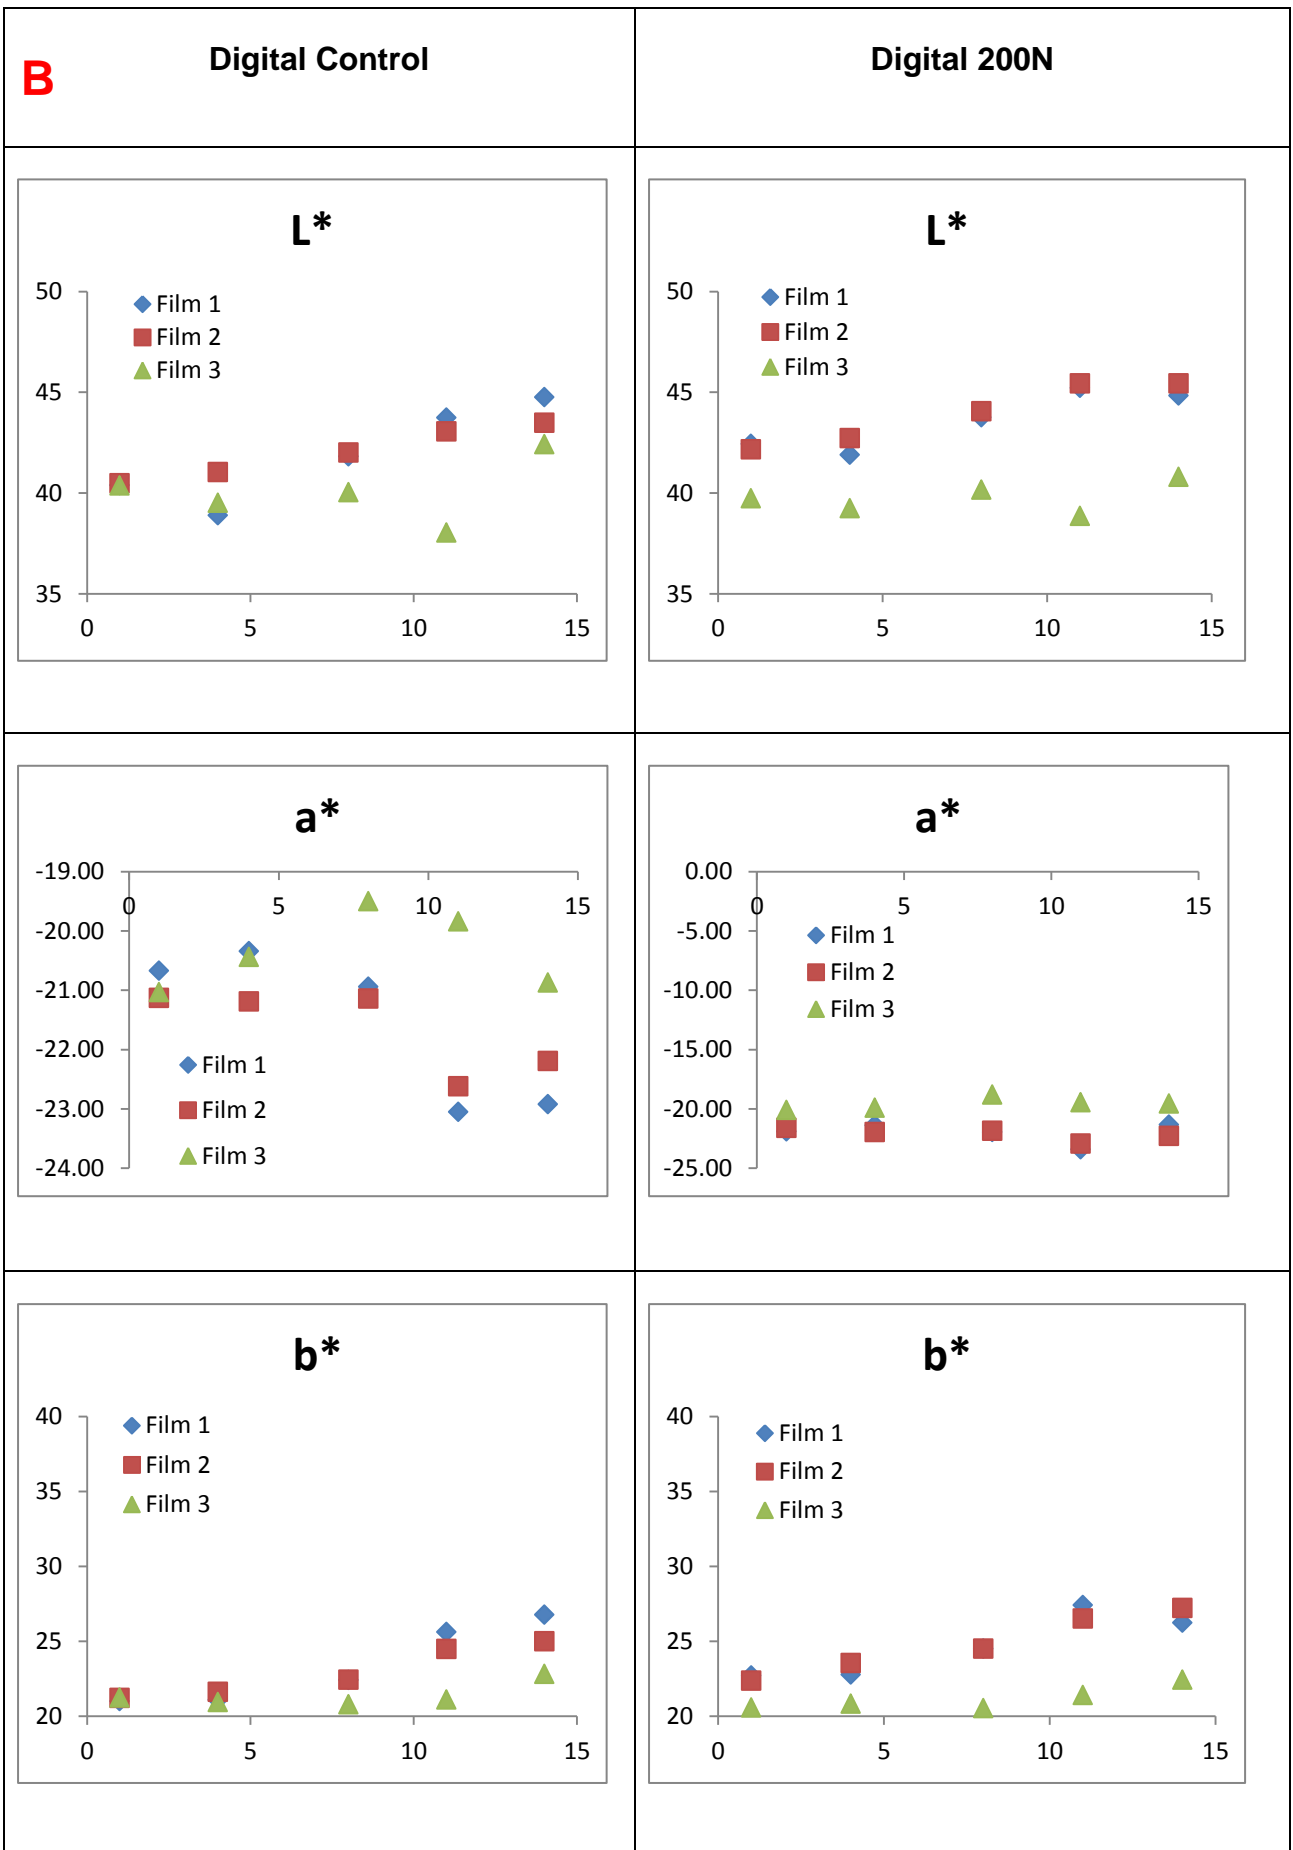 B
Digital Control
Digital 200N
L*
50
45
40
35
0
5
10
15
Film 1
Film 2
Film 3
L*
50
45
40
35
0
5
10
15
Film 1
Film 2
Film 3
a*
-19.00
-20.00
-21.00
-22.00
-23.00
-24.00
0
5
10
15
Film 1
Film 2
Film 3
a*
0.00
-5.00
-10.00
-15.00
-20.00
-25.00
0
5
10
15
Film 1
Film 2
Film 3
b*
40
35
30
25
20
0
5
10
15
Film 1
Film 2
Film 3
b*
40
35
30
25
20
0
5
10
15
Film 1
Film 2
Film 3